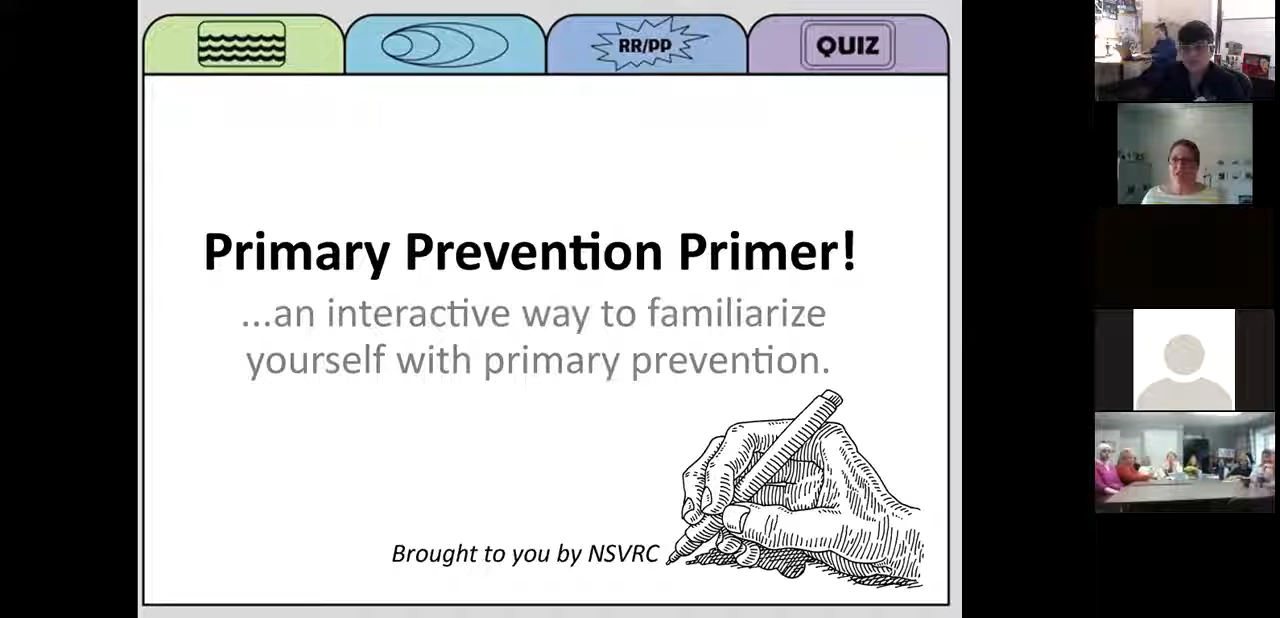 RR/PP
QUIZ
Primary Prevention Primer!
...an interactive way to familiarize
yourself with primary prevention.
Brought to you by NSVRC